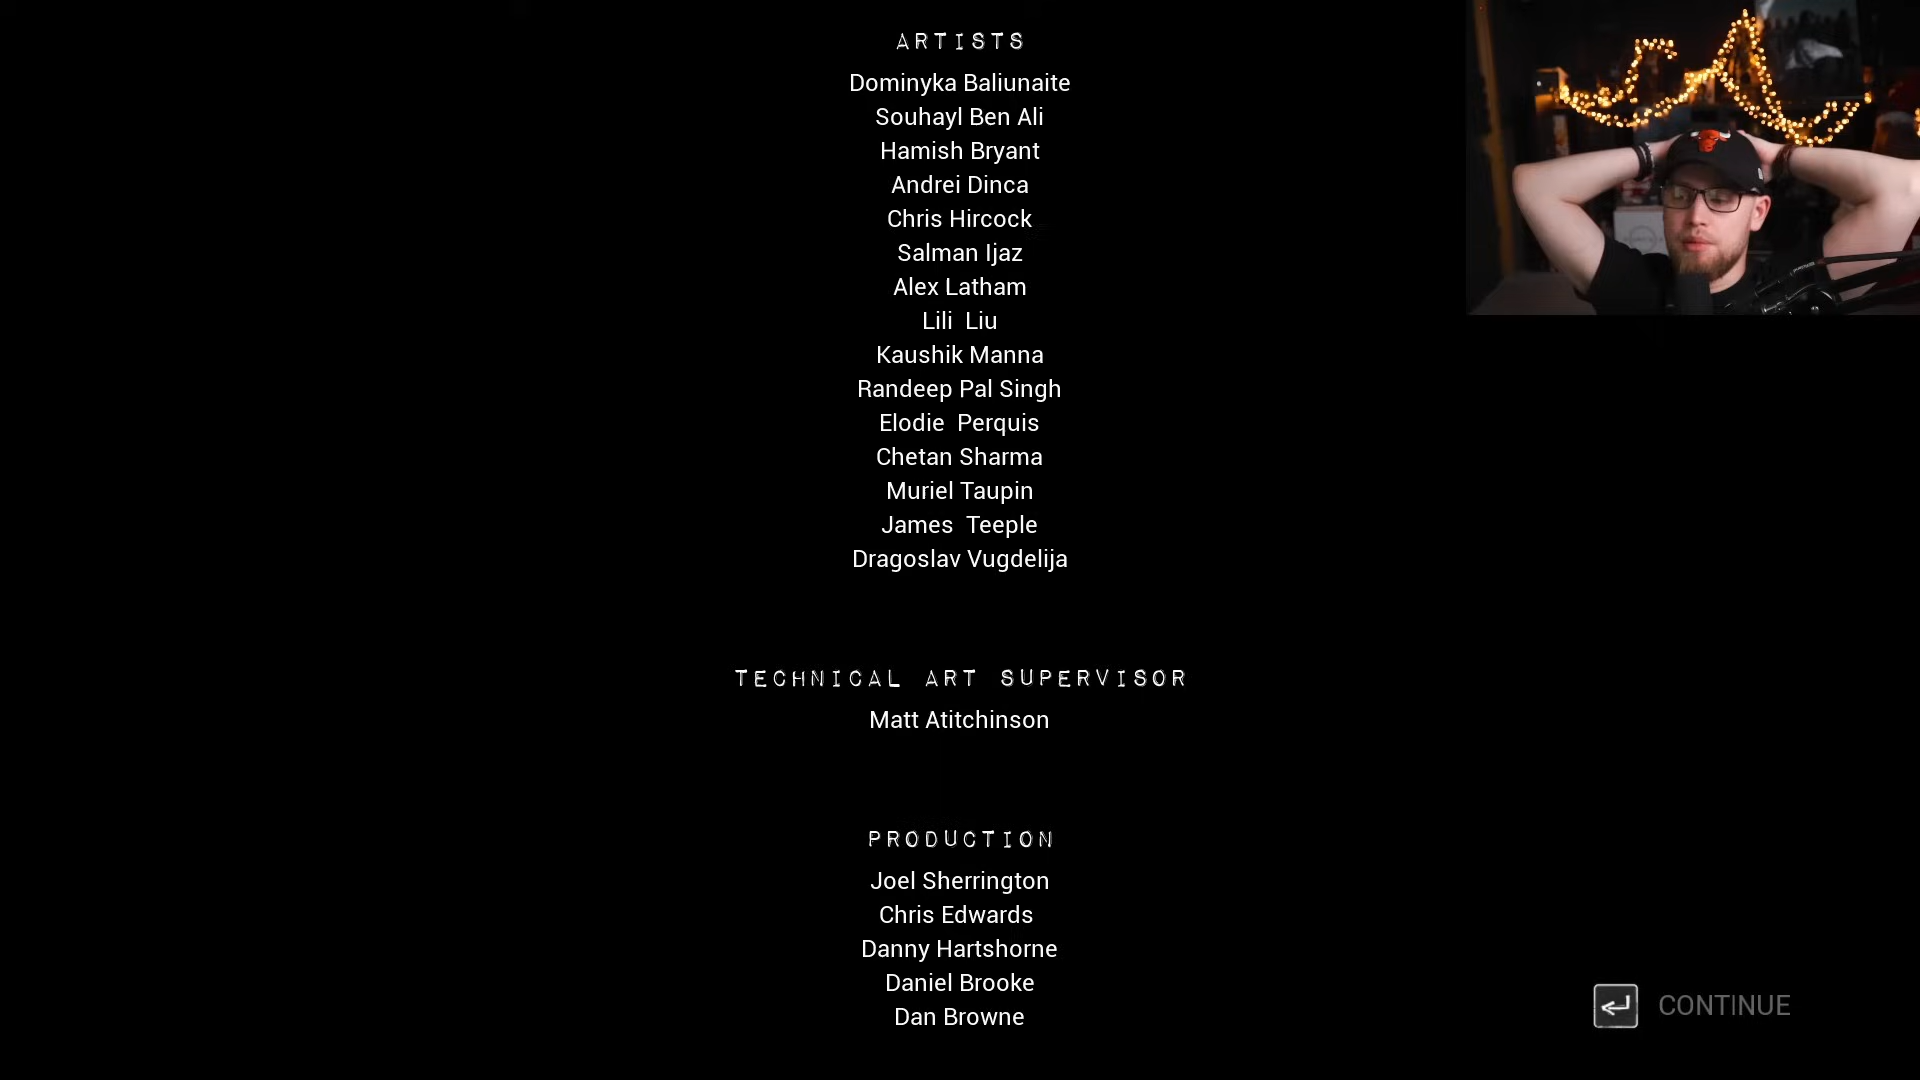 ARTISTS
Dominyka Baliunaite
Souhayl Ben Ali
Hamish Bryant
Andrei Dinca
Chris Hircock
Salman Ijaz
Alex Latham
Lili  Liu
Kaushik Manna
Randeep Pal Singh
Elodie  Perquis
Chetan Sharma
Muriel Taupin
James  Teeple
Dragoslav Vugdelija
TECHNICAL ART SUPERVISOR
Matt Atitchinson
PRODUCTION
Joel Sherrington
Chris Edwards
Danny Hartshorne
Daniel Brooke
Dan Browne
CONTINUE